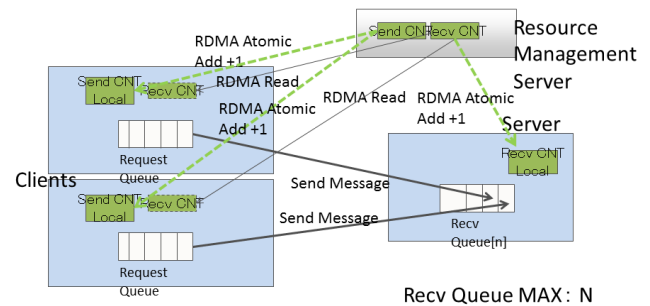 Send CNT
Recv CNT
Resource
Management
Server
RDMA Atomic
Add +1
Send CNT
Local
Recv CNT
RDMA Read
RDMA Atomic
Add +1
RDMA Read
RDMA Atomic
Add +1
Server
Request
Queue
Recv CNT
Local
Clients
Send Message
Send CNT
Local
Recv CNT
Send Message
Recv
Queue[n]
Request
Queue
Recv Queue MAX: N